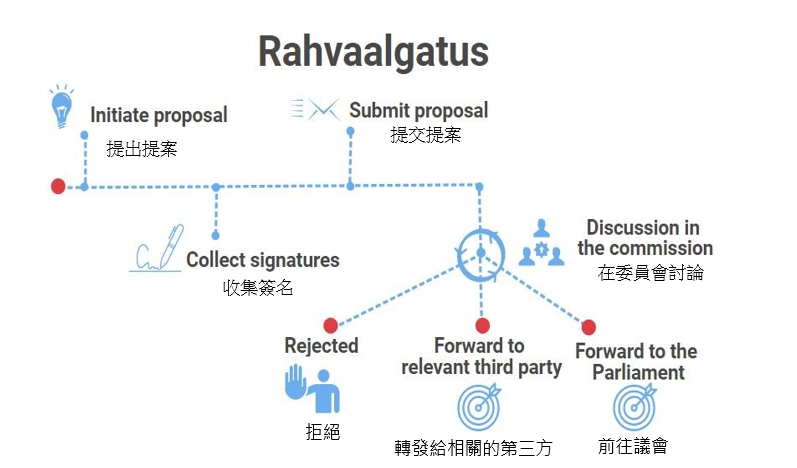 Rahvaalgatus
Initiate proposal
提出提案
Submit proposal
提交提案
Collect signatures
收集簽名
Discussion in
the commission
在委員會討論
Rejected
拒絕
Forward to
relevant third party
轉發給相關的第三方
Forward to the
Parliament
前往議會